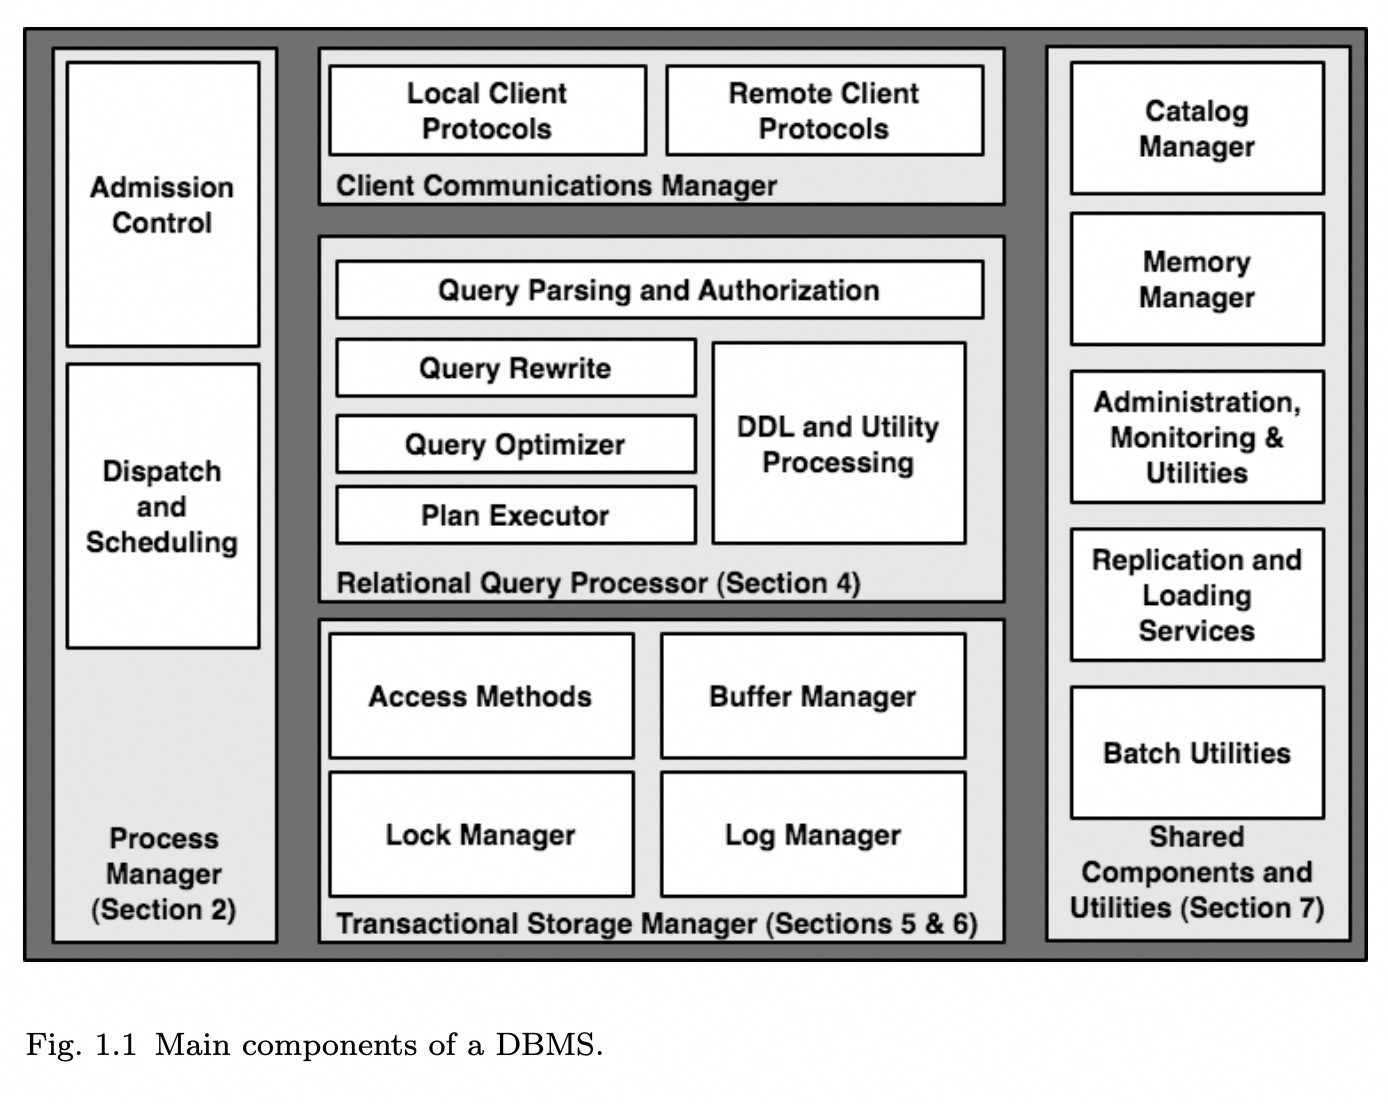 Admission
Control
Dispatch
and
Scheduling
Process
Manager
(Section 2)
Local Client
Protocols
Remote Client
Protocols
Client Communications Manager
Query Parsing and Authorization
Query Rewrite
Query Optimizer
Plan Executor
DDL and Utility
Processing
Relational Query Processor (Section 4)
Access Methods
Buffer Manager
Lock Manager
Log Manager
Transactional Storage Manager (Sections 5 & 6)
Catalog
Manager
Memory
Manager
Administration,
Monitoring &
Utilities
Replication and
Loading
Services
Batch Utilities
Shared
Components and
Utilities (Section 7)
Fig. 1.1 Main components of a DBMS.